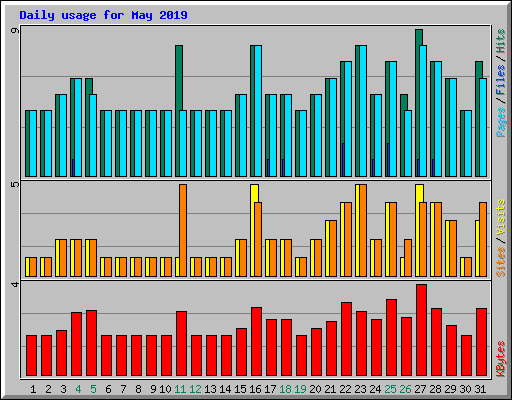 Daily usage for May 2019
9
5
4
Pages / Files / Hits
Sites / Visits
KBytes
1 2 3 4 5 6 7 8 9 10 11 12 13 14 15 16 17 18 19 20 21 22 23 24 25 26 27 28 29 30 31